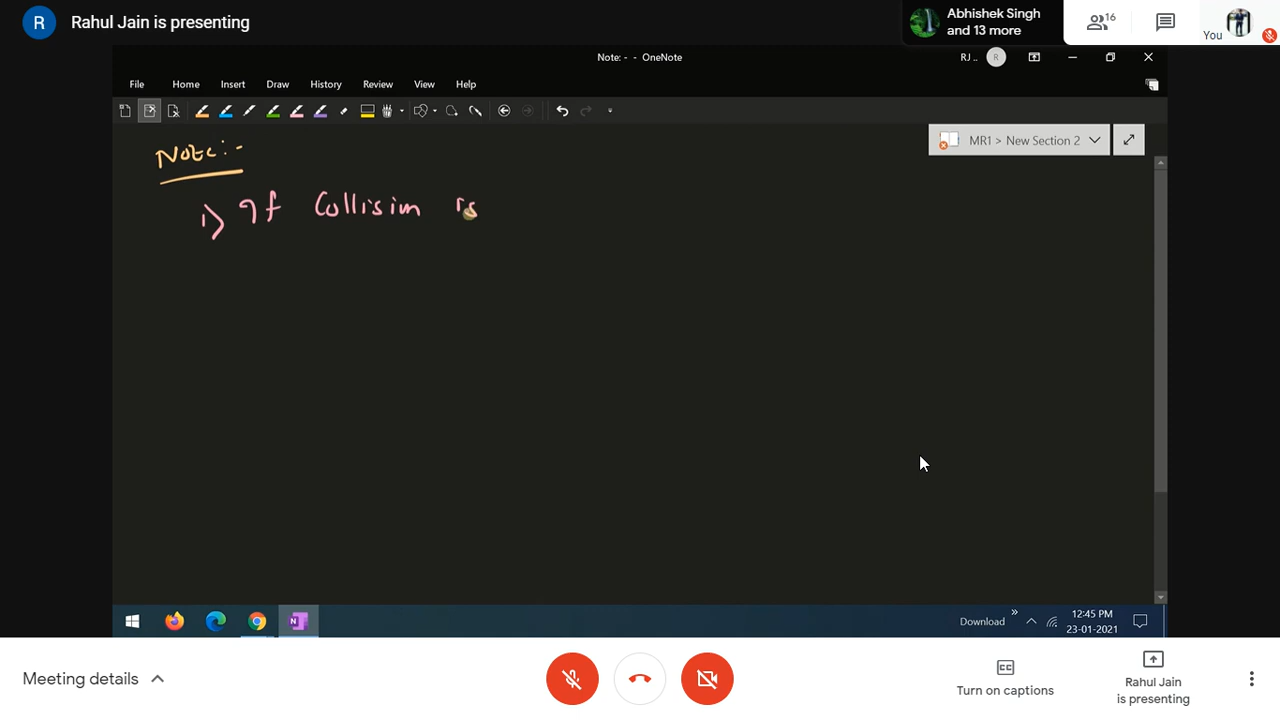 R Rahul Jain is presenting
Abhishek Singh
and 13 more
16
You
Note: - - OneNote
RJ ..
R
File Home Insert Draw History Review View Help
MR1 > New Section 2
NOTE:-
1) If Collision is
Download
12:45 PM
23-01-2021
Meeting details
Turn on captions
Rahul Jain
is presenting